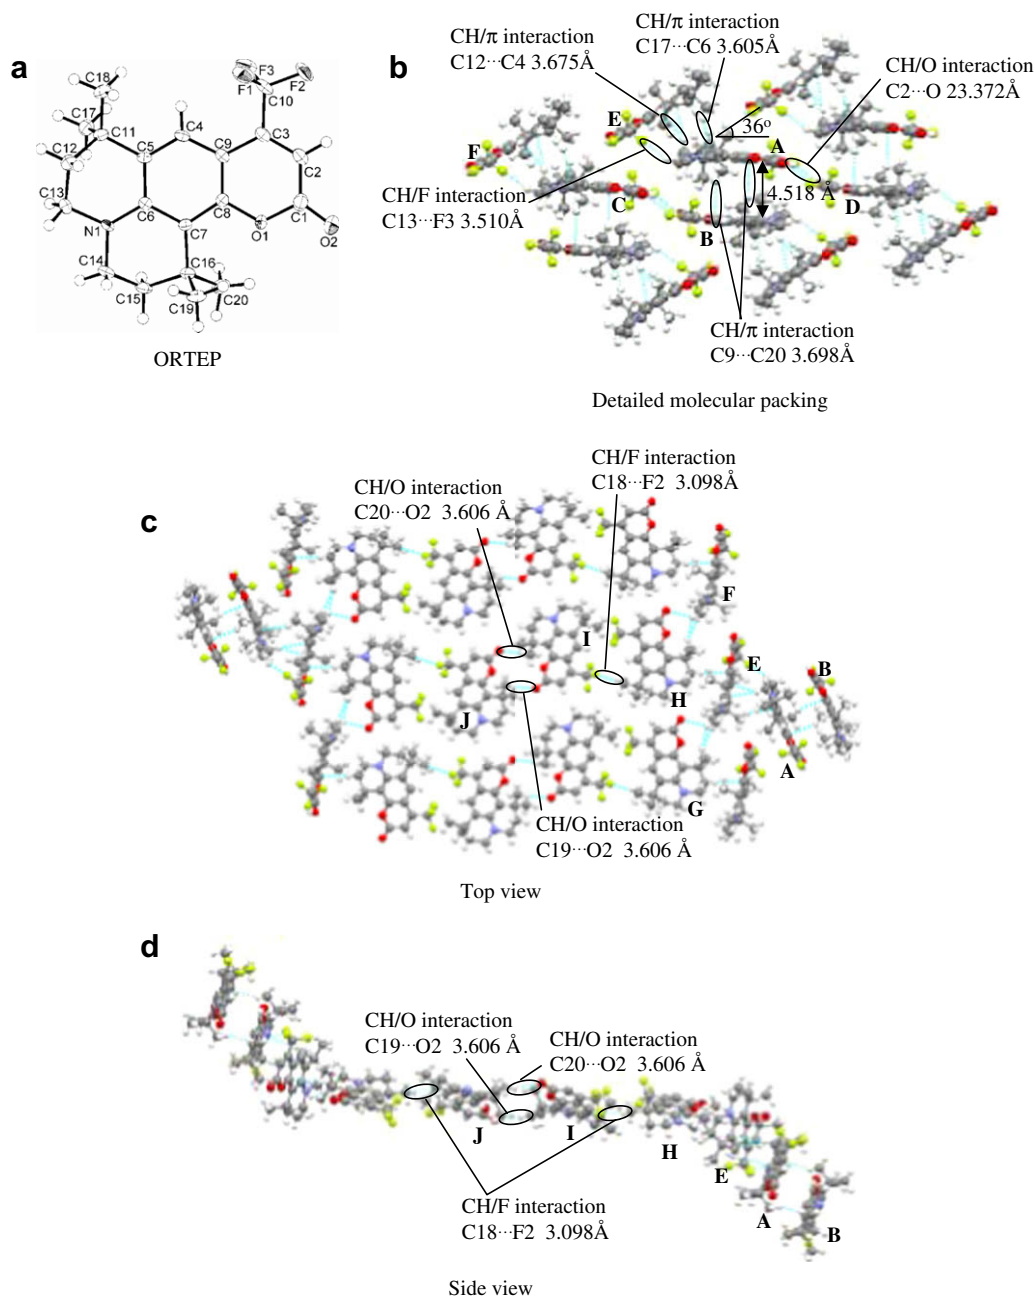 a
C18
F3
F1
F2
C10
C17
C11
C4
C3
C12
C5
C9
C2
C13
C6
C8
C1
N1
C7
O1
O2
C14
C16
C15
C19
C20
ORTEP
b
CH/π interaction
C12···C4 3.675Å
CH/π interaction
C17···C6 3.605Å
CH/O interaction
C2···O 23.372Å
E
36o
A
F
CH/F interaction
C13···F3 3.510Å
C
4.518 Å
D
B
CH/π interaction
C9···C20 3.698Å
Detailed molecular packing
c
CH/O interaction
C20···O2 3.606 Å
CH/F interaction
C18···F2 3.098Å
F
I
E
B
H
J
A
G
CH/O interaction
C19···O2 3.606 Å
Top view
d
CH/O interaction
C19···O2 3.606 Å
CH/O interaction
C20···O2 3.606 Å
J
I
H
E
A
B
CH/F interaction
C18···F2 3.098Å
Side view